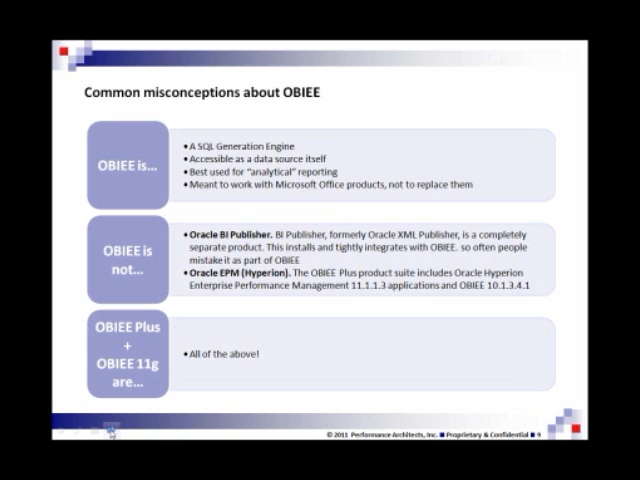 Common misconceptions about OBIEE
OBIEE is...
• A SQL Generation Engine
• Accessible as a data source itself
• Best used for “analytical” reporting
• Meant to work with Microsoft Office products, not to replace them
OBIEE is
not...
• Oracle BI Publisher. BI Publisher, formerly Oracle XML Publisher, is a completely
separate product. This installs and tightly integrates with OBIEE. so often people
mistake it as part of OBIEE
• Oracle EPM (Hyperion). The OBIEE Plus product suite includes Oracle Hyperion
Enterprise Performance Management 11.1.1.3 applications and OBIEE 10.1.3.4.1
OBIEE Plus
+
OBIEE 11g
are...
• All of the above!
© 2011 Performance Architects, Inc. ■ Proprietary & Confidential ■ 9